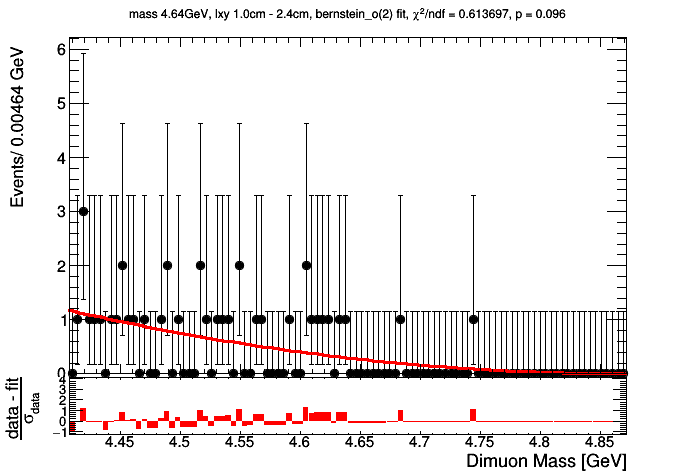 mass 4.64GeV, lxy 1.0cm - 2.4cm, bernstein_o(2) fit, χ²/ndf = 0.613697, p = 0.096
Events/ 0.00464 GeV
6
5
4
3
2
1
0
data - fit
σdata
4
3
2
1
0
−1
4.45 4.5 4.55 4.6 4.65 4.7 4.75 4.8 4.85
Dimuon Mass [GeV]